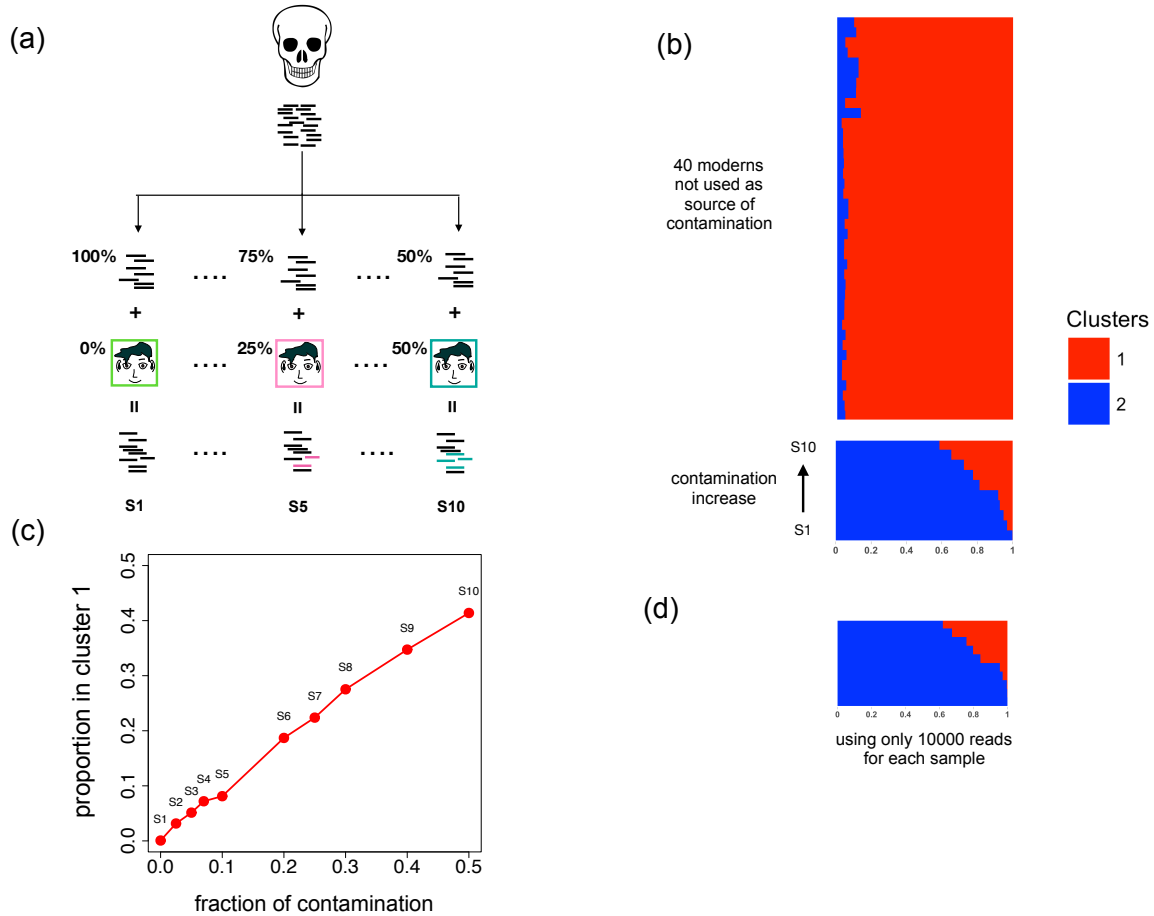 (a)
100%
....
75%
....
50%
+
+
+
0%
....
25%
....
50%
=
=
=
....
....
S1
S5
S10
(b)
40 moderns
not used as
source of
contamination
Clusters
1
2
S10
contamination
increase
S1
0 0.2 0.4 0.6 0.8 1
(c)
proportion in cluster 1
0.5
0.4
0.3
0.2
0.1
0.0
S1
S2
S3
S4
S5
S6
S7
S8
S9
S10
0.0 0.1 0.2 0.3 0.4 0.5
fraction of contamination
(d)
0 0.2 0.4 0.6 0.8 1
using only 10000 reads
for each sample